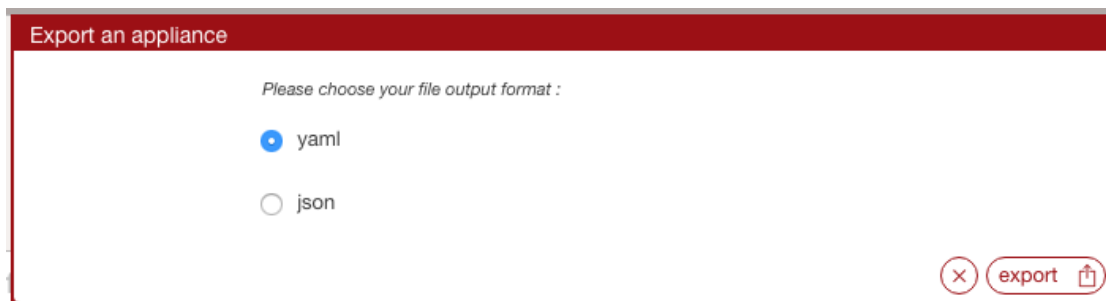 Export an appliance
Please choose your file output format :
yaml
json
export